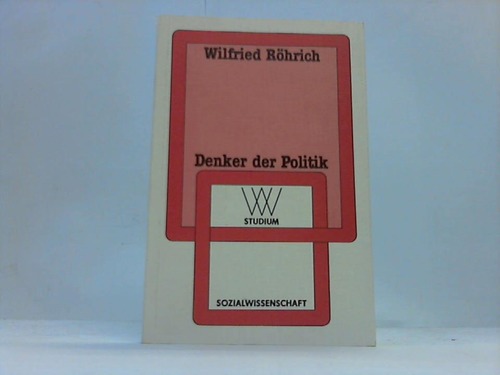 Wilfried Röhrich
Denker der Politik
WV
STUDIUM
SOZIALWISSENSCHAFT